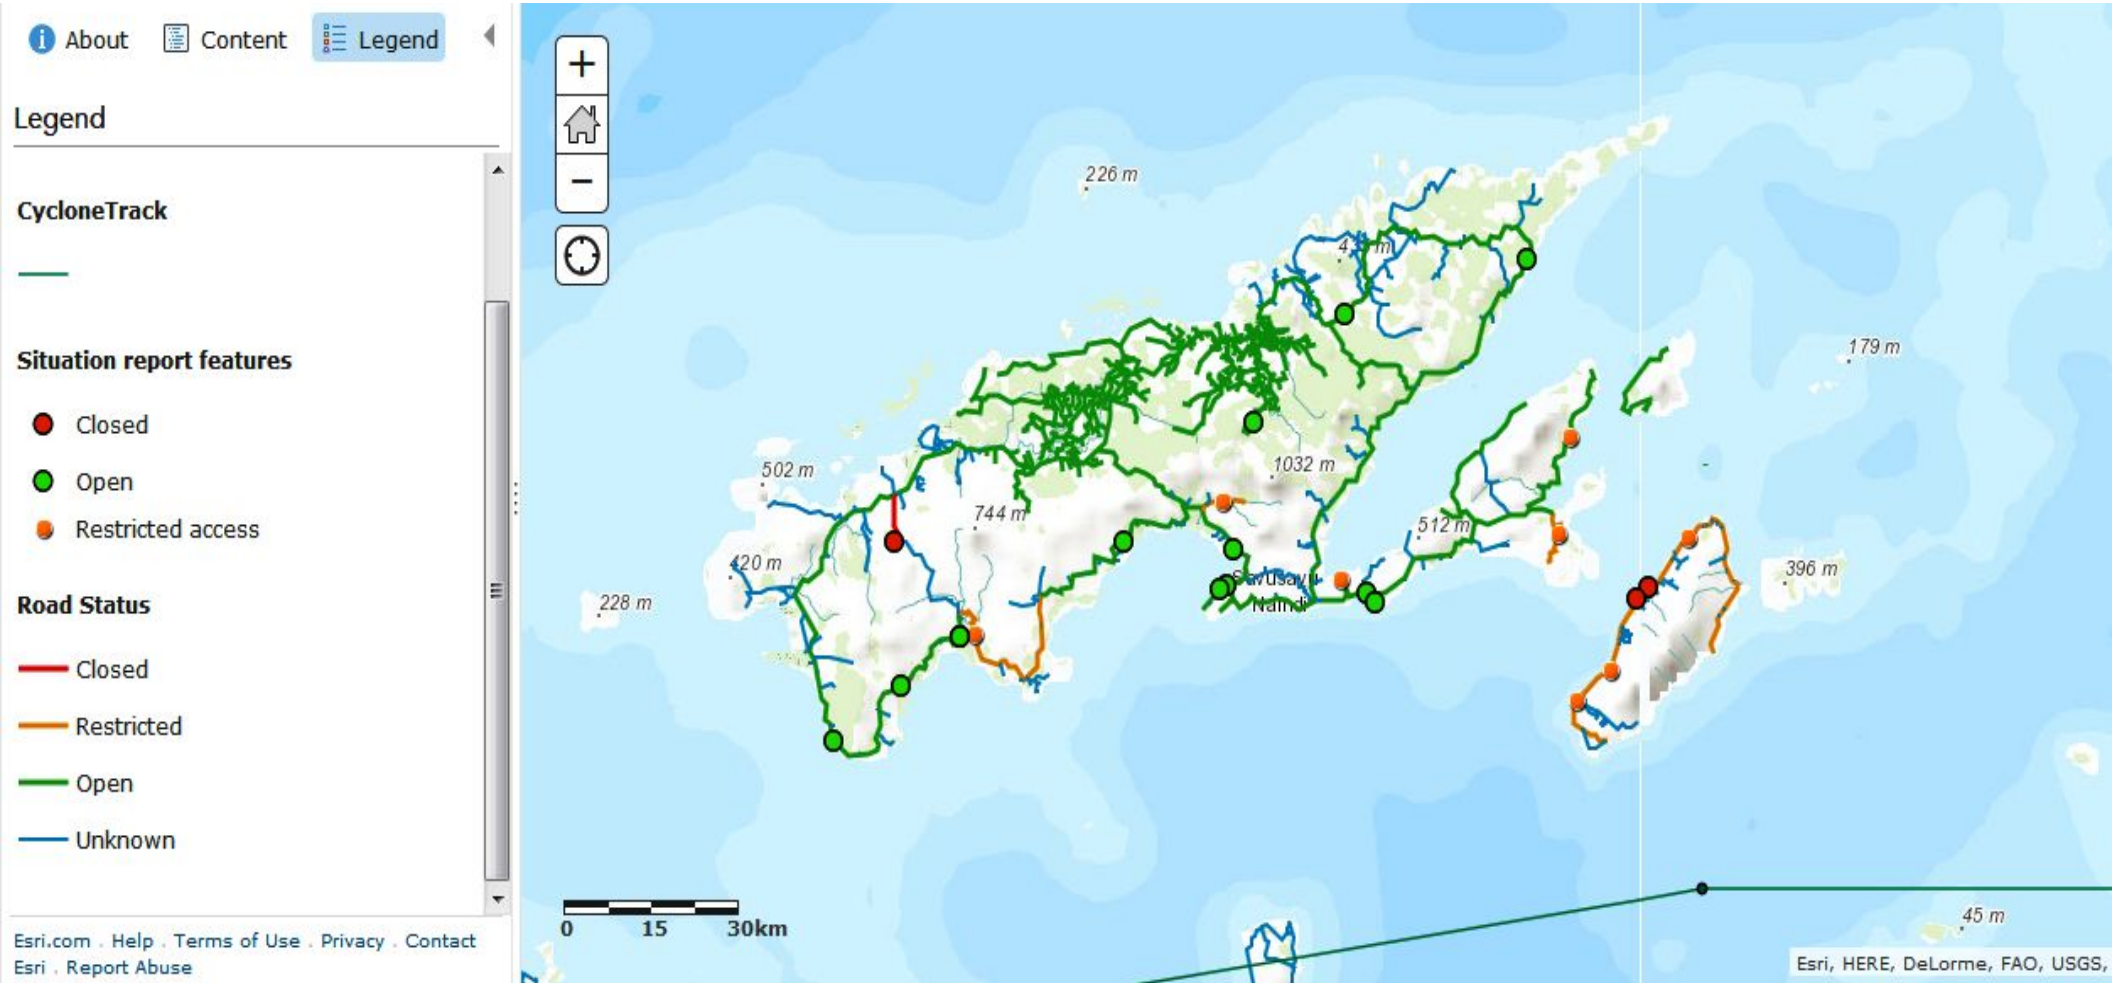 About Content Legend
Legend
CycloneTrack
Situation report features
Closed
Open
Restricted access
Road Status
Closed
Restricted
Open
Unknown
Esri.com . Help . Terms of Use . Privacy . Contact
Esri . Report Abuse
+
−
226 m
179 m
502 m
1032 m
744 m
512 m
420 m
396 m
228 m
Savusavu
Naindi
0 15 30km
45 m
Esri, HERE, DeLorme, FAO, USGS,